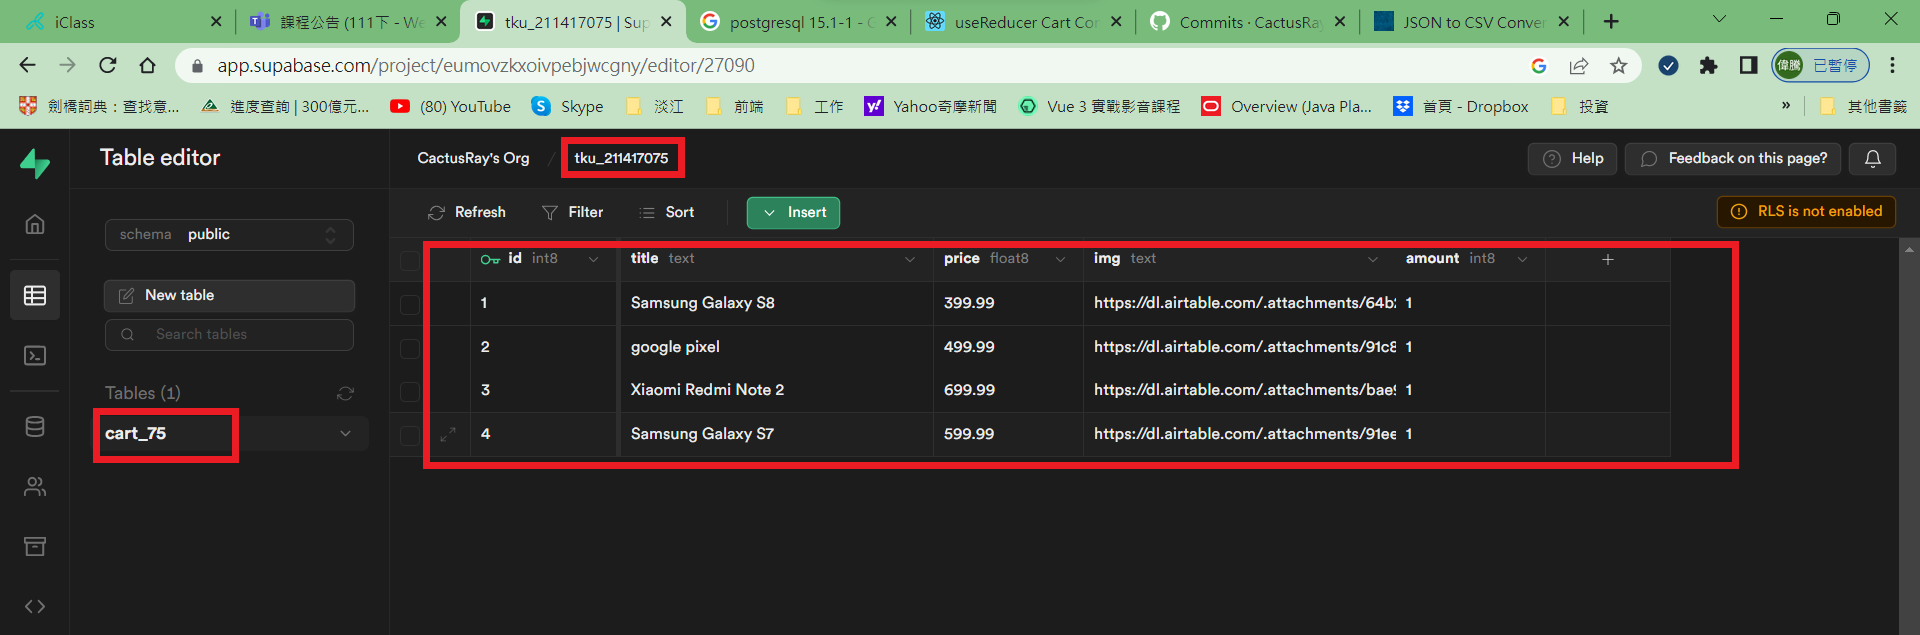 iClass
課程公告 (111下 - We
tku_211417075 | Sup
postgresql 15.1-1 - G
useReducer Cart Con
Commits · CactusRay
JSON to CSV Conver
app.supabase.com/project/eumovzkxoivpebjwcgny/editor/27090
偉騰 已暫停
劍橋詞典：查找意...
進度查詢 | 300億元...
(80) YouTube
Skype
淡江
前端
工作
Yahoo奇摩新聞
Vue 3 實戰影音課程
Overview (Java Pla...
首頁 - Dropbox
投資
»
其他書籤
Table editor
CactusRay's Org / tku_211417075
Help
Feedback on this page?
schema public
Refresh
Filter
Sort
Insert
RLS is not enabled
New table
Search tables
Tables (1)
cart_75
id int8 title text price float8 img text amount int8 +
1 Samsung Galaxy S8 399.99 https://dl.airtable.com/.attachments/64b2 1
2 google pixel 499.99 https://dl.airtable.com/.attachments/91c8 1
3 Xiaomi Redmi Note 2 699.99 https://dl.airtable.com/.attachments/bae9 1
4 Samsung Galaxy S7 599.99 https://dl.airtable.com/.attachments/91ee 1